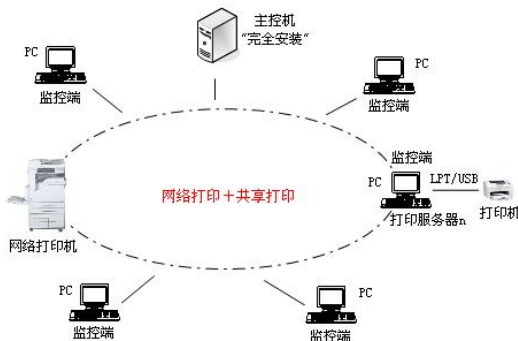 主控机
“完全安装”
PC
监控端
PC
监控端
监控端
PC
LPT/USB
打印服务器n
打印机
网络打印＋共享打印
网络打印机
PC
监控端
PC
监控端